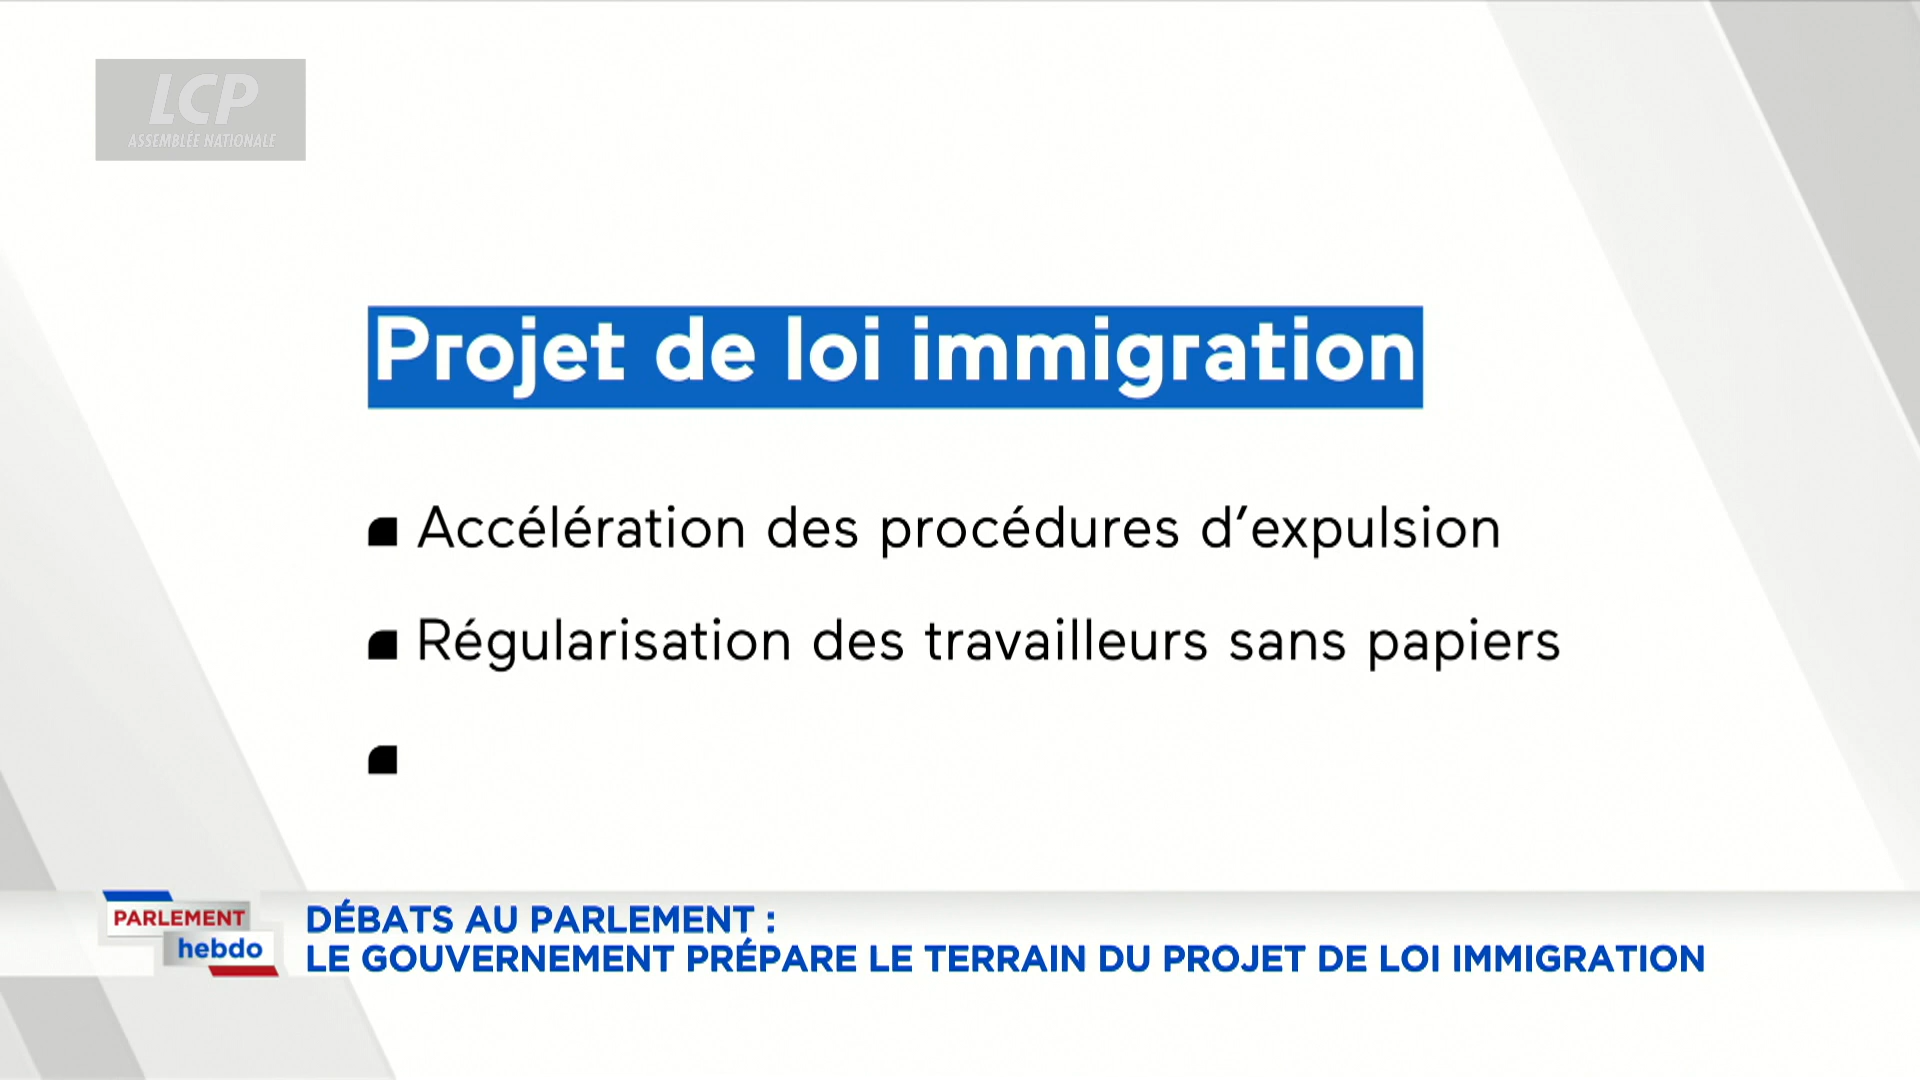 LCP
ASSEMBLÉE NATIONALE
Projet de loi immigration
Accélération des procédures d’expulsion
Régularisation des travailleurs sans papiers
PARLEMENT
hebdo
DÉBATS AU PARLEMENT :
LE GOUVERNEMENT PRÉPARE LE TERRAIN DU PROJET DE LOI IMMIGRATION